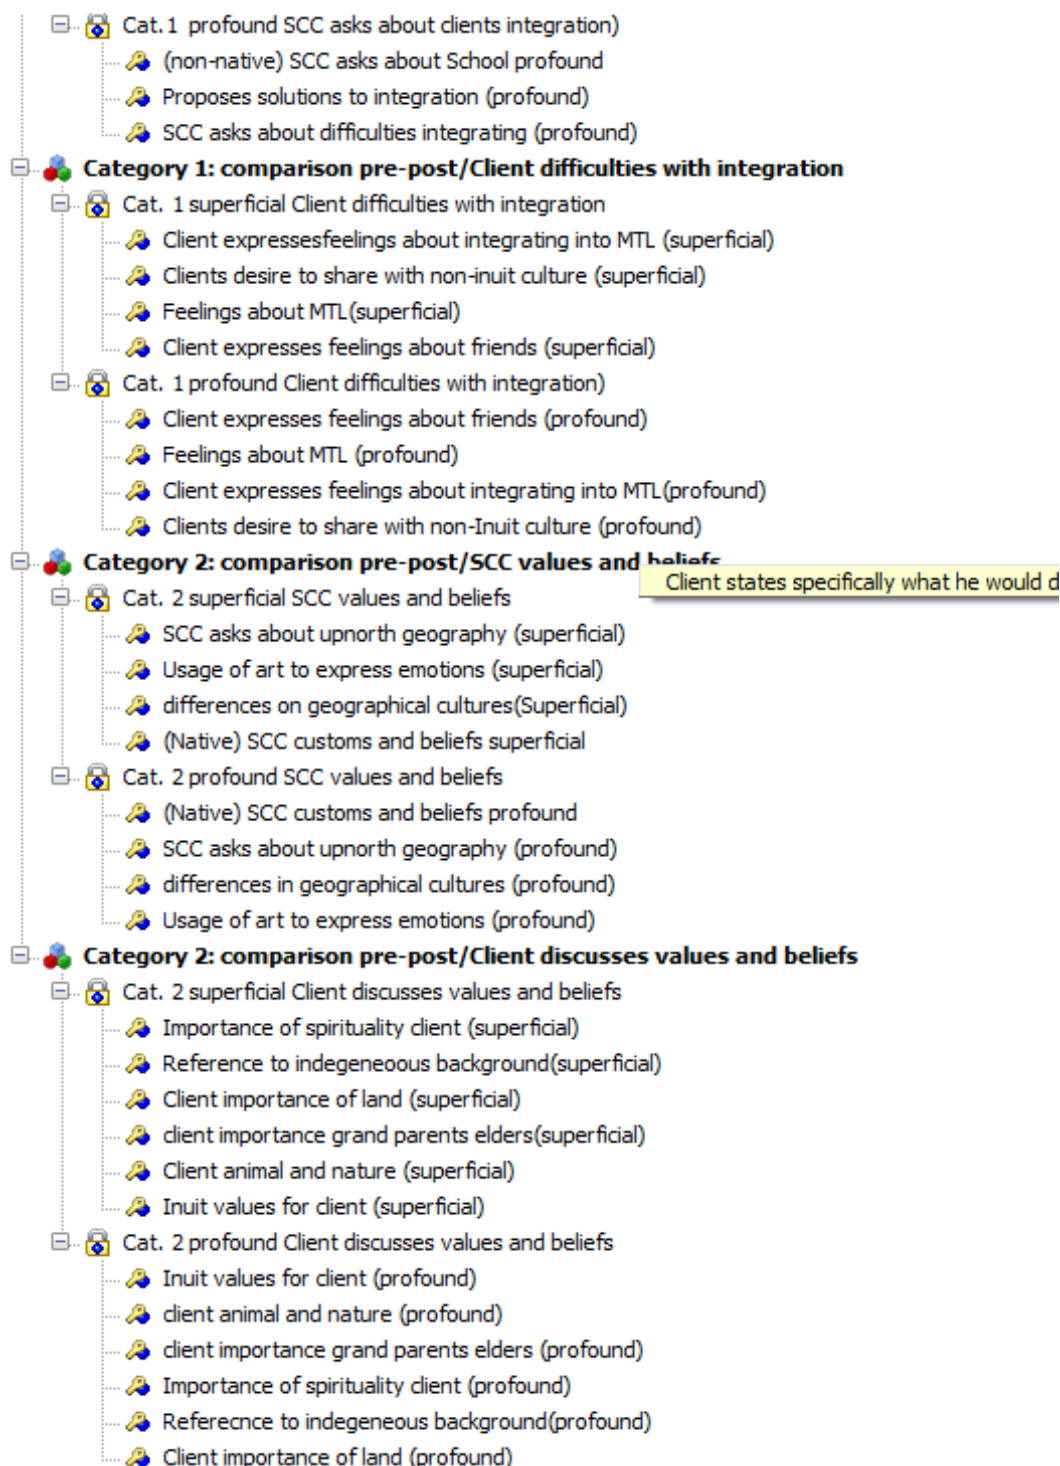 Cat.1 profound SCC asks about clients integration)
(non-native) SCC asks about School profound
Proposes solutions to integration (profound)
SCC asks about difficulties integrating (profound)
Category 1: comparison pre-post/Client difficulties with integration
Cat. 1 superficial Client difficulties with integration
Client expressesfeelings about integrating into MTL (superficial)
Clients desire to share with non-inuit culture (superficial)
Feelings about MTL(superficial)
Client expresses feelings about friends (superficial)
Cat. 1 profound Client difficulties with integration)
Client expresses feelings about friends (profound)
Feelings about MTL (profound)
Client expresses feelings about integrating into MTL(profound)
Clients desire to share with non-Inuit culture (profound)
Category 2: comparison pre-post/SCC values and beliefs
Client states specifically what he would d
Cat. 2 superficial SCC values and beliefs
SCC asks about upnorth geography (superficial)
Usage of art to express emotions (superficial)
differences on geographical cultures(Superficial)
(Native) SCC customs and beliefs superficial
Cat. 2 profound SCC values and beliefs
(Native) SCC customs and beliefs profound
SCC asks about upnorth geography (profound)
differences in geographical cultures (profound)
Usage of art to express emotions (profound)
Category 2: comparison pre-post/Client discusses values and beliefs
Cat. 2 superficial Client discusses values and beliefs
Importance of spirituality client (superficial)
Reference to indegeneoous background(superficial)
Client importance of land (superficial)
client importance grand parents elders(superficial)
Client animal and nature (superficial)
Inuit values for client (superficial)
Cat. 2 profound Client discusses values and beliefs
Inuit values for client (profound)
client animal and nature (profound)
client importance grand parents elders (profound)
Importance of spirituality client (profound)
Referecnce to indegeneous background(profound)
Client importance of land (profound)